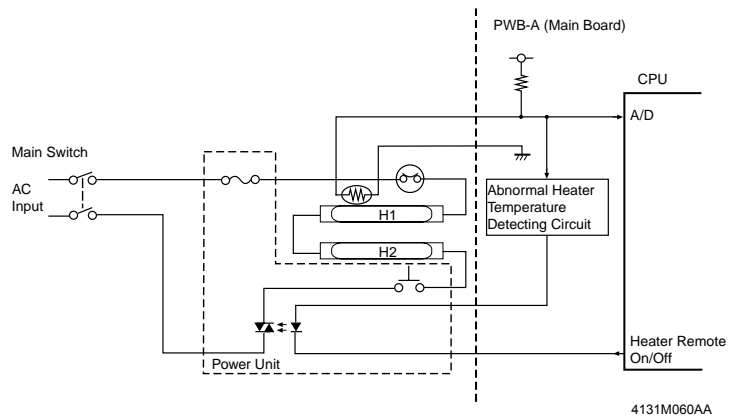 PWB-A (Main Board)
CPU
A/D
Main Switch
AC
Input
H1
Abnormal Heater
Temperature
Detecting Circuit
H2
Heater Remote
On/Off
Power Unit
4131M060AA